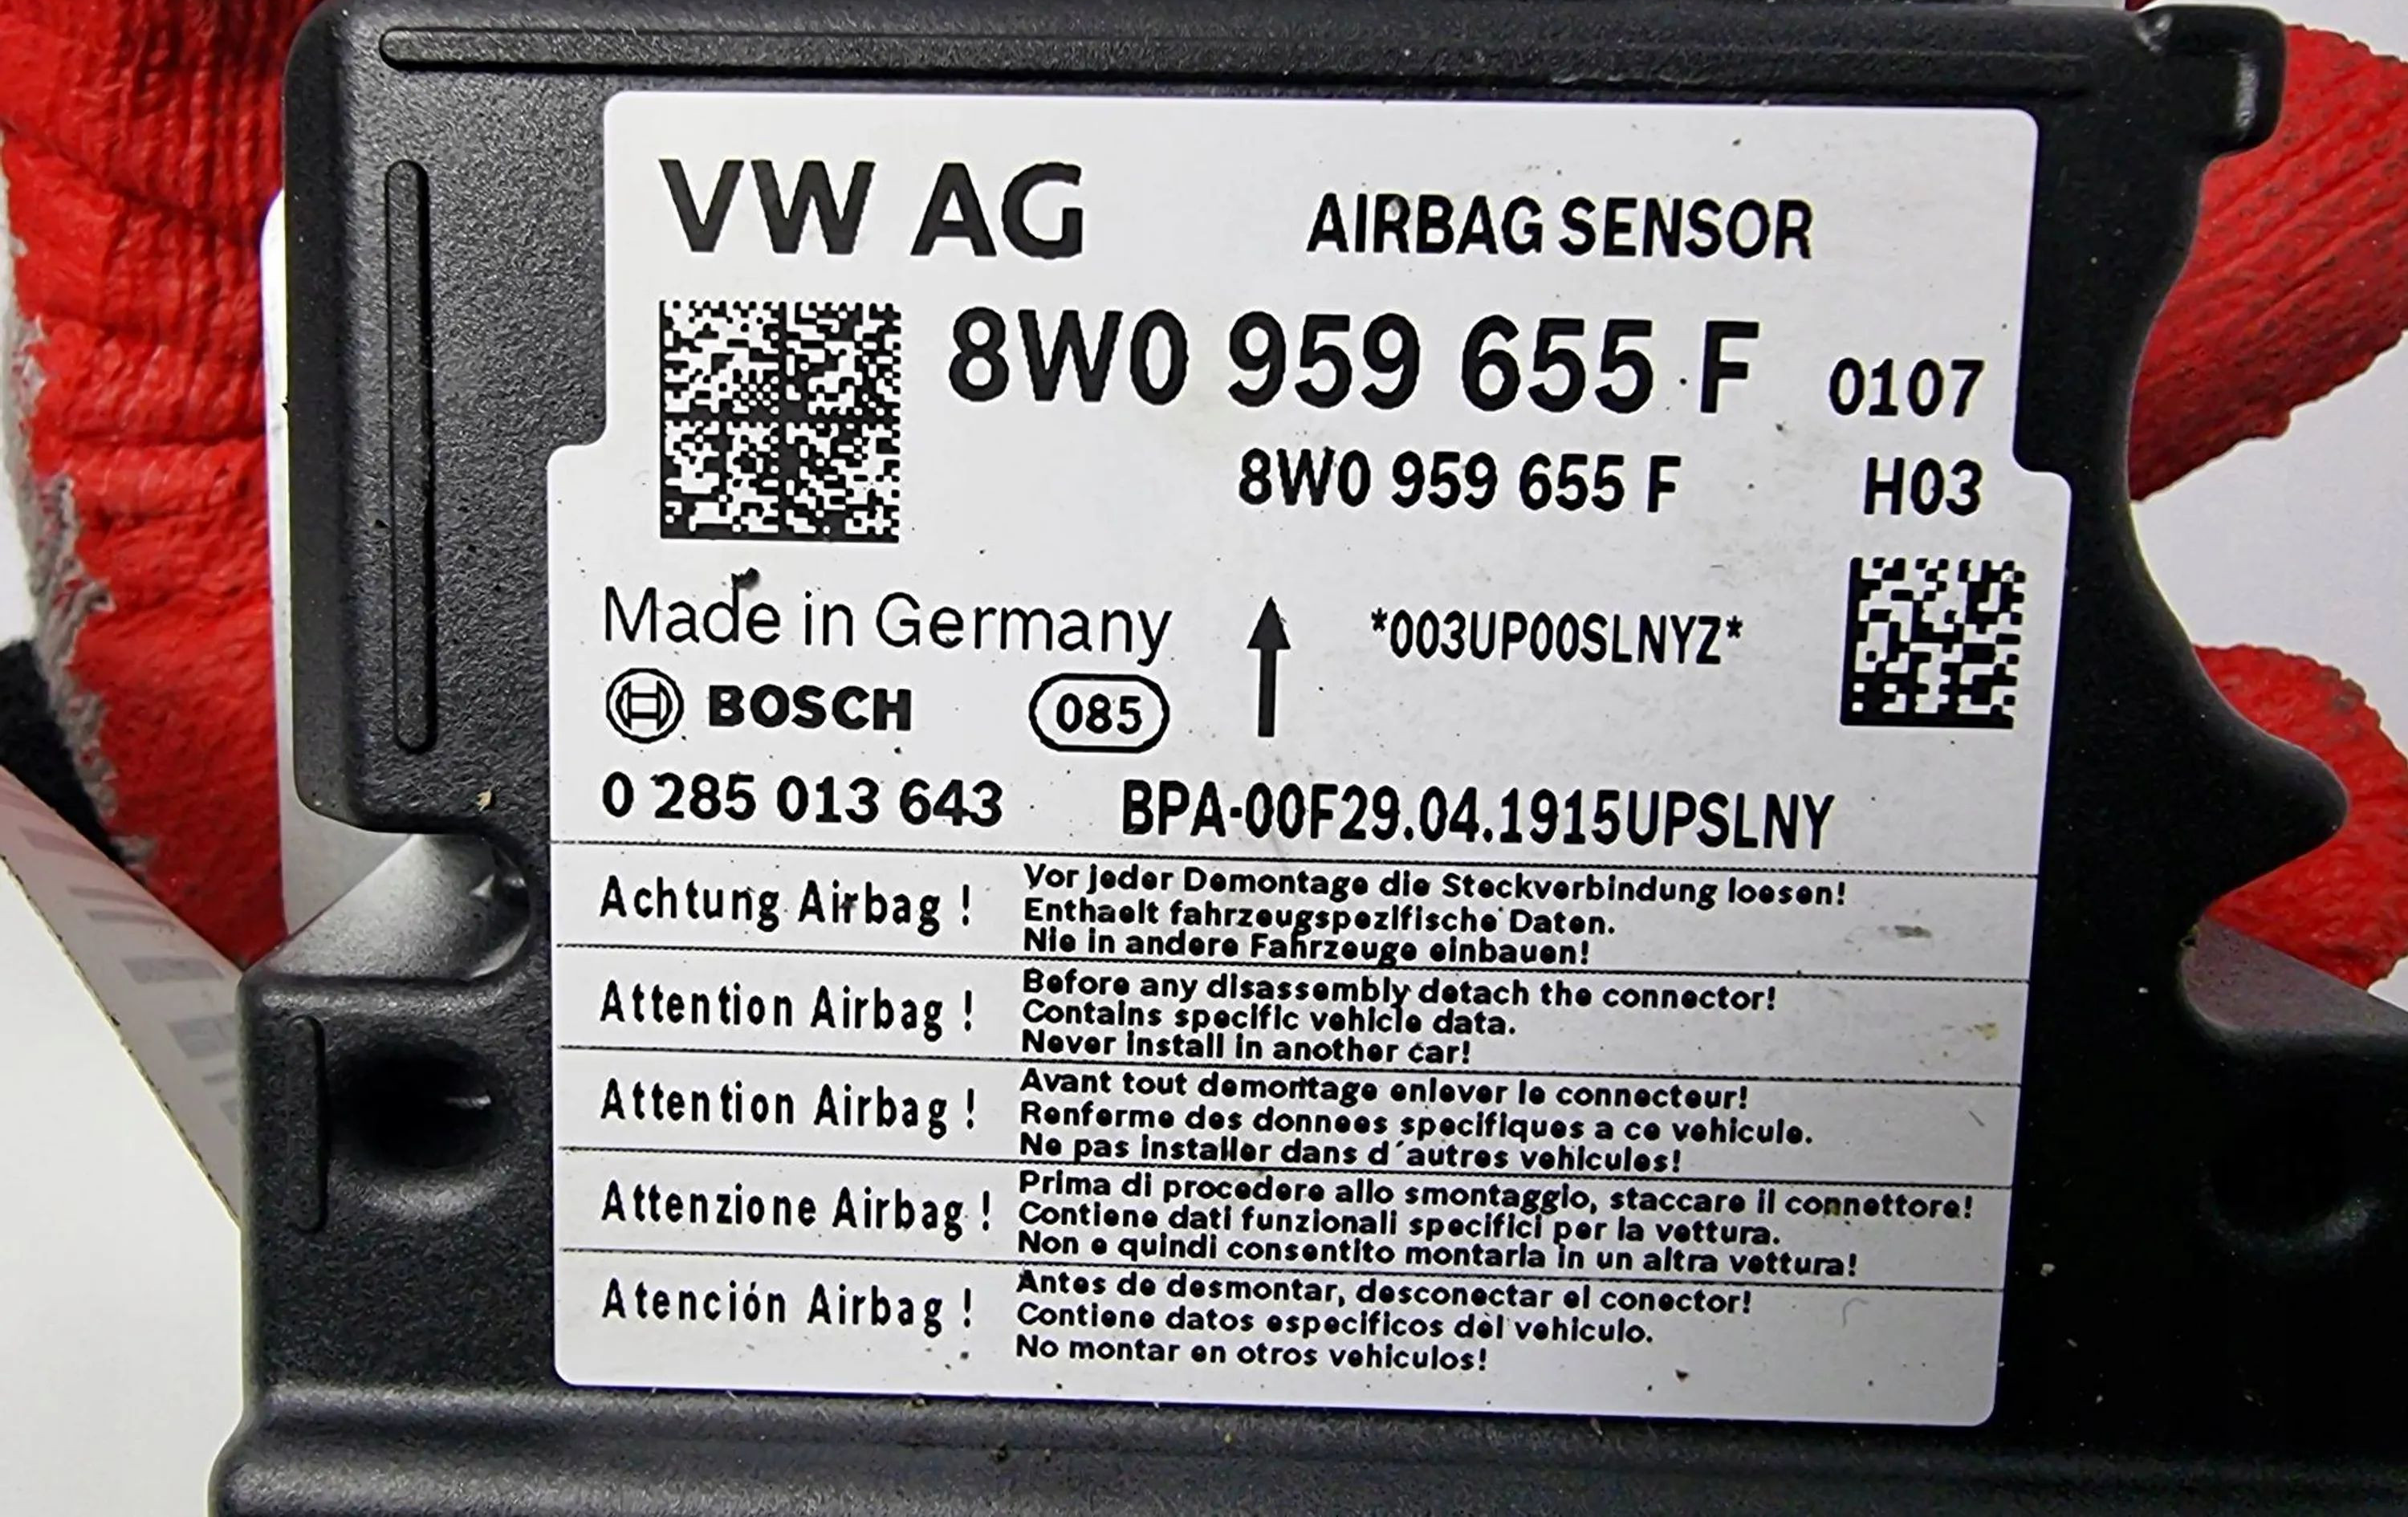 VW AG AIRBAG SENSOR
8W0 959 655 F 0107
8W0 959 655 F H03
Made in Germany *003UP00SLNYZ*
BOSCH 085
0 285 013 643 BPA-00F29.04.1915UPSLNY
Achtung Airbag ! Vor jeder Demontage die Steckverbindung loesen!
Enthaelt fahrzeugspezifische Daten.
Nie in andere Fahrzeuge einbauen!
Attention Airbag ! Before any disassembly detach the connector!
Contains specific vehicle data.
Never install in another car!
Attention Airbag ! Avant tout demontage enlever le connecteur!
Renferme des donnees specifiques a ce vehicule.
Ne pas installer dans d´autres vehicules!
Attenzione Airbag ! Prima di procedere allo smontaggio, staccare il connettore!
Contiene dati funzionali specifici per la vettura.
Non e quindi consentito montarla in un altra vettura!
Atención Airbag ! Antes de desmontar, desconectar el conector!
Contiene datos especificos del vehiculo.
No montar en otros vehiculos!